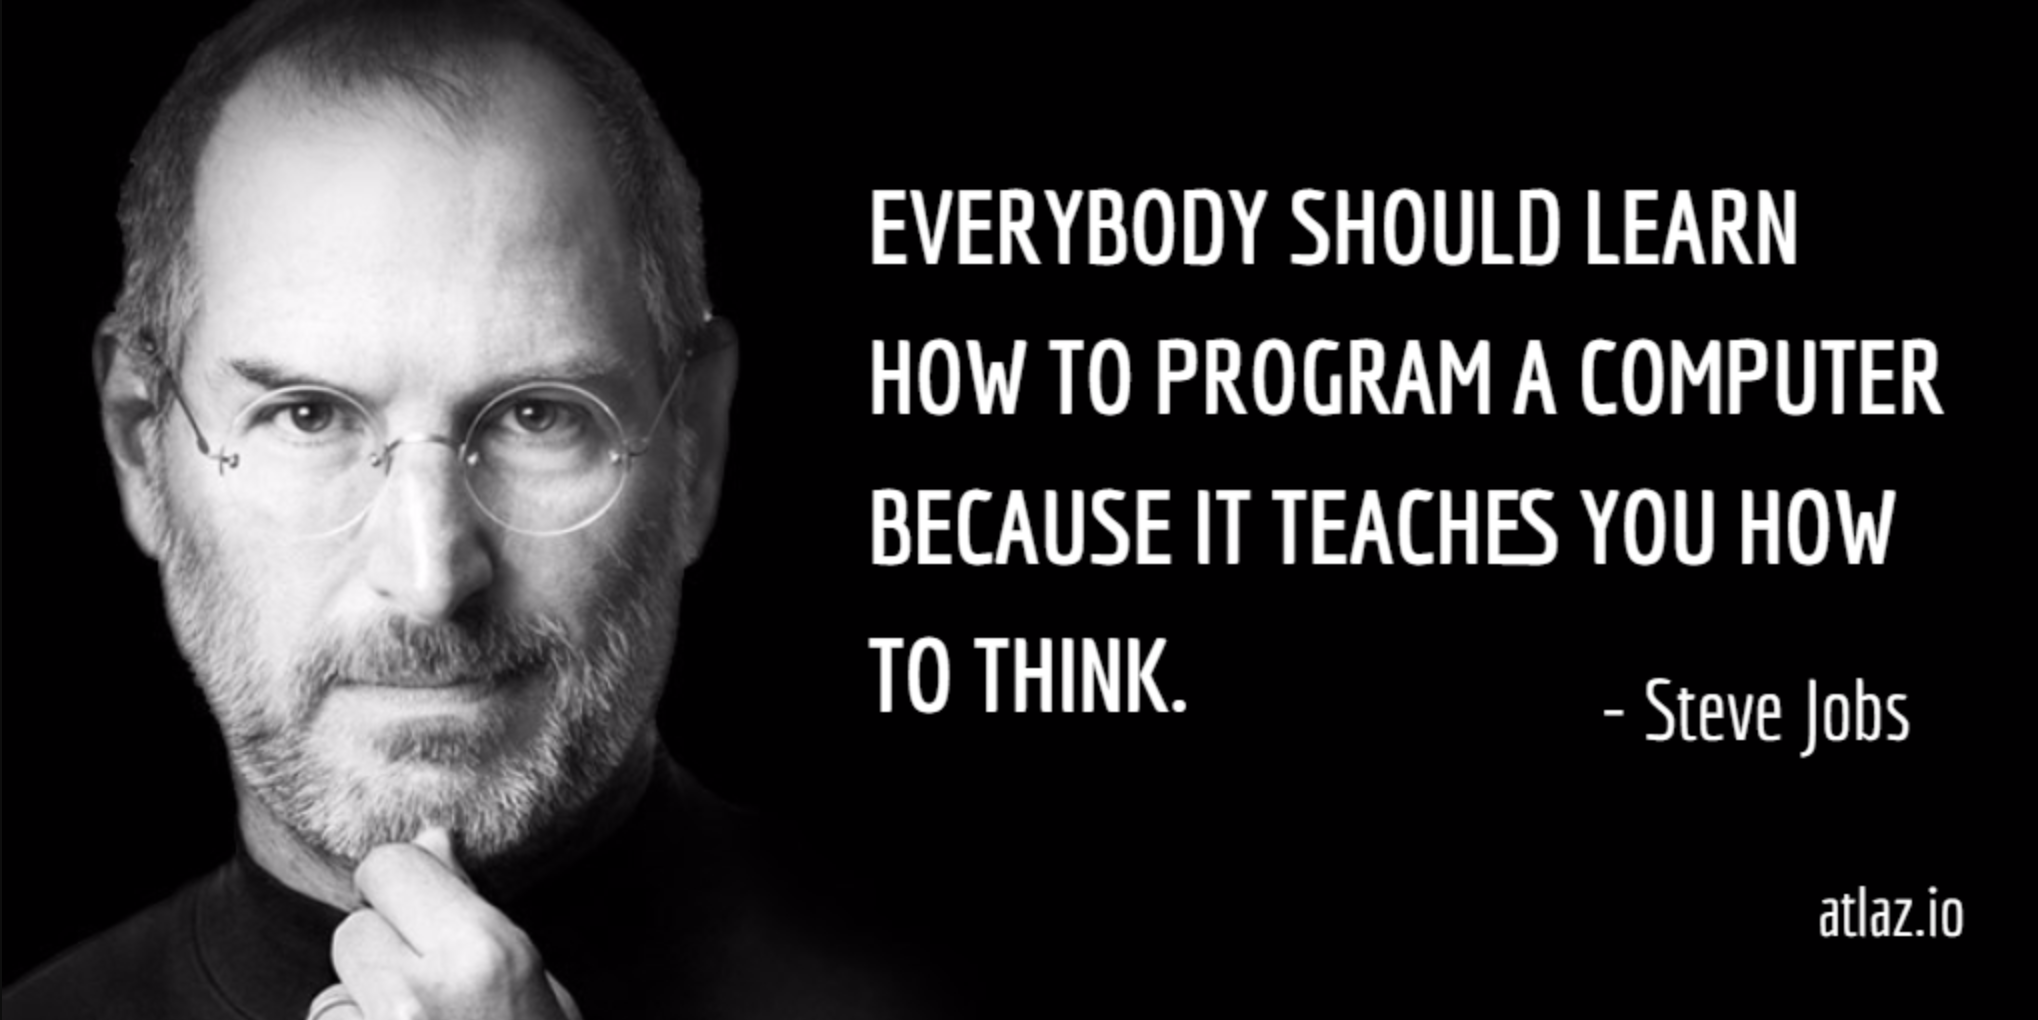 EVERYBODY SHOULD LEARN
HOW TO PROGRAM A COMPUTER
BECAUSE IT TEACHES YOU HOW
TO THINK.
- Steve Jobs
atlaz.io